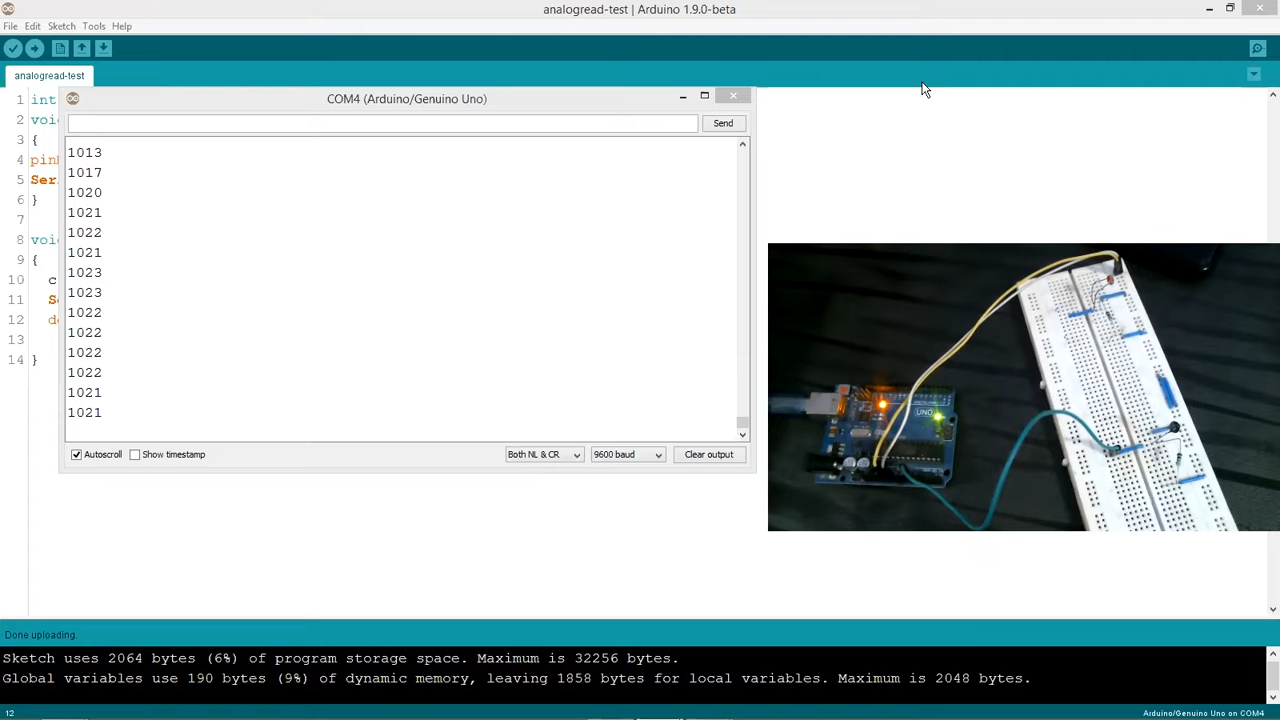 analogread-test | Arduino 1.9.0-beta
File Edit Sketch Tools Help
analogread-test
COM4 (Arduino/Genuino Uno)
Send
1 int
2 voi
3 {
4 pin
5 Ser
6 }
7
8 voi
9 {
10 c
11 Se
12 de
13
14 }
1013
1017
1020
1021
1022
1021
1023
1023
1022
1022
1022
1022
1021
1021
Autoscroll Show timestamp Both NL & CR 9600 baud Clear output
UNO
Done uploading.
Sketch uses 2064 bytes (6%) of program storage space. Maximum is 32256 bytes.
Global variables use 190 bytes (9%) of dynamic memory, leaving 1858 bytes for local variables. Maximum is 2048 bytes.
12 Arduino/Genuino Uno on COM4